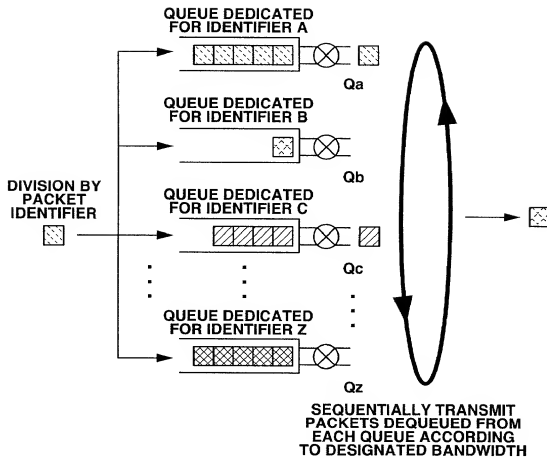 QUEUE DEDICATED
FOR IDENTIFIER A
Qa
QUEUE DEDICATED
FOR IDENTIFIER B
Qb
DIVISION BY
PACKET
IDENTIFIER
QUEUE DEDICATED
FOR IDENTIFIER C
Qc
QUEUE DEDICATED
FOR IDENTIFIER Z
Qz
SEQUENTIALLY TRANSMIT
PACKETS DEQUEUED FROM
EACH QUEUE ACCORDING
TO DESIGNATED BANDWIDTH